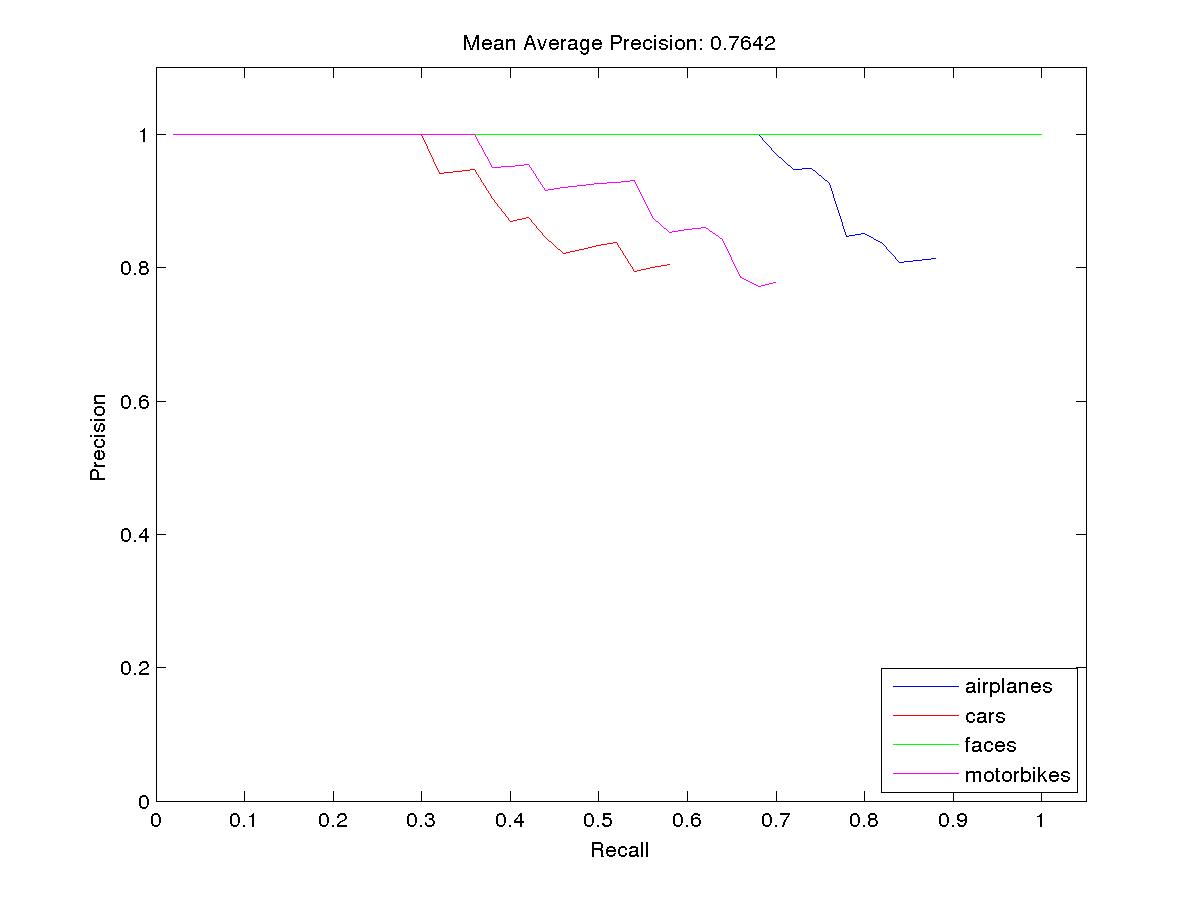 Mean Average Precision: 0.7642
1
0.8
0.6
0.4
0.2
0
Precision
airplanes
cars
faces
motorbikes
0 0.1 0.2 0.3 0.4 0.5 0.6 0.7 0.8 0.9 1
Recall